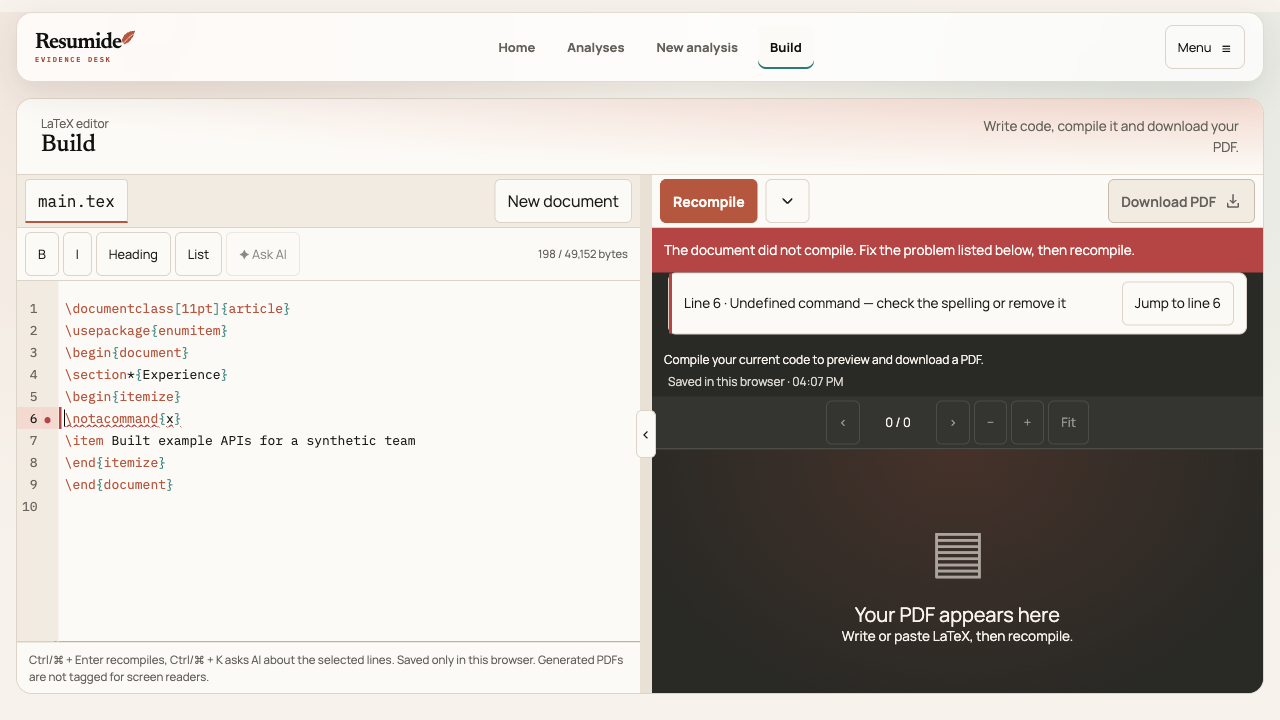 Resumide
EVIDENCE DESK
Home
Analyses
New analysis
Build
Menu ≡
LaTeX editor
Build
Write code, compile it and download your
PDF.
main.tex
New document
B
I
Heading
List
✦ Ask AI
198 / 49,152 bytes
1 \documentclass[11pt]{article}
2 \usepackage{enumitem}
3 \begin{document}
4 \section*{Experience}
5 \begin{itemize}
6 \notacommand{x}
7 \item Built example APIs for a synthetic team
8 \end{itemize}
9 \end{document}
10
Ctrl/⌘ + Enter recompiles, Ctrl/⌘ + K asks AI about the selected lines. Saved only in this browser. Generated PDFs
are not tagged for screen readers.
Recompile
Download PDF
The document did not compile. Fix the problem listed below, then recompile.
Line 6 · Undefined command — check the spelling or remove it
Jump to line 6
Compile your current code to preview and download a PDF.
Saved in this browser · 04:07 PM
‹
0 / 0
›
−
+
Fit
Your PDF appears here
Write or paste LaTeX, then recompile.